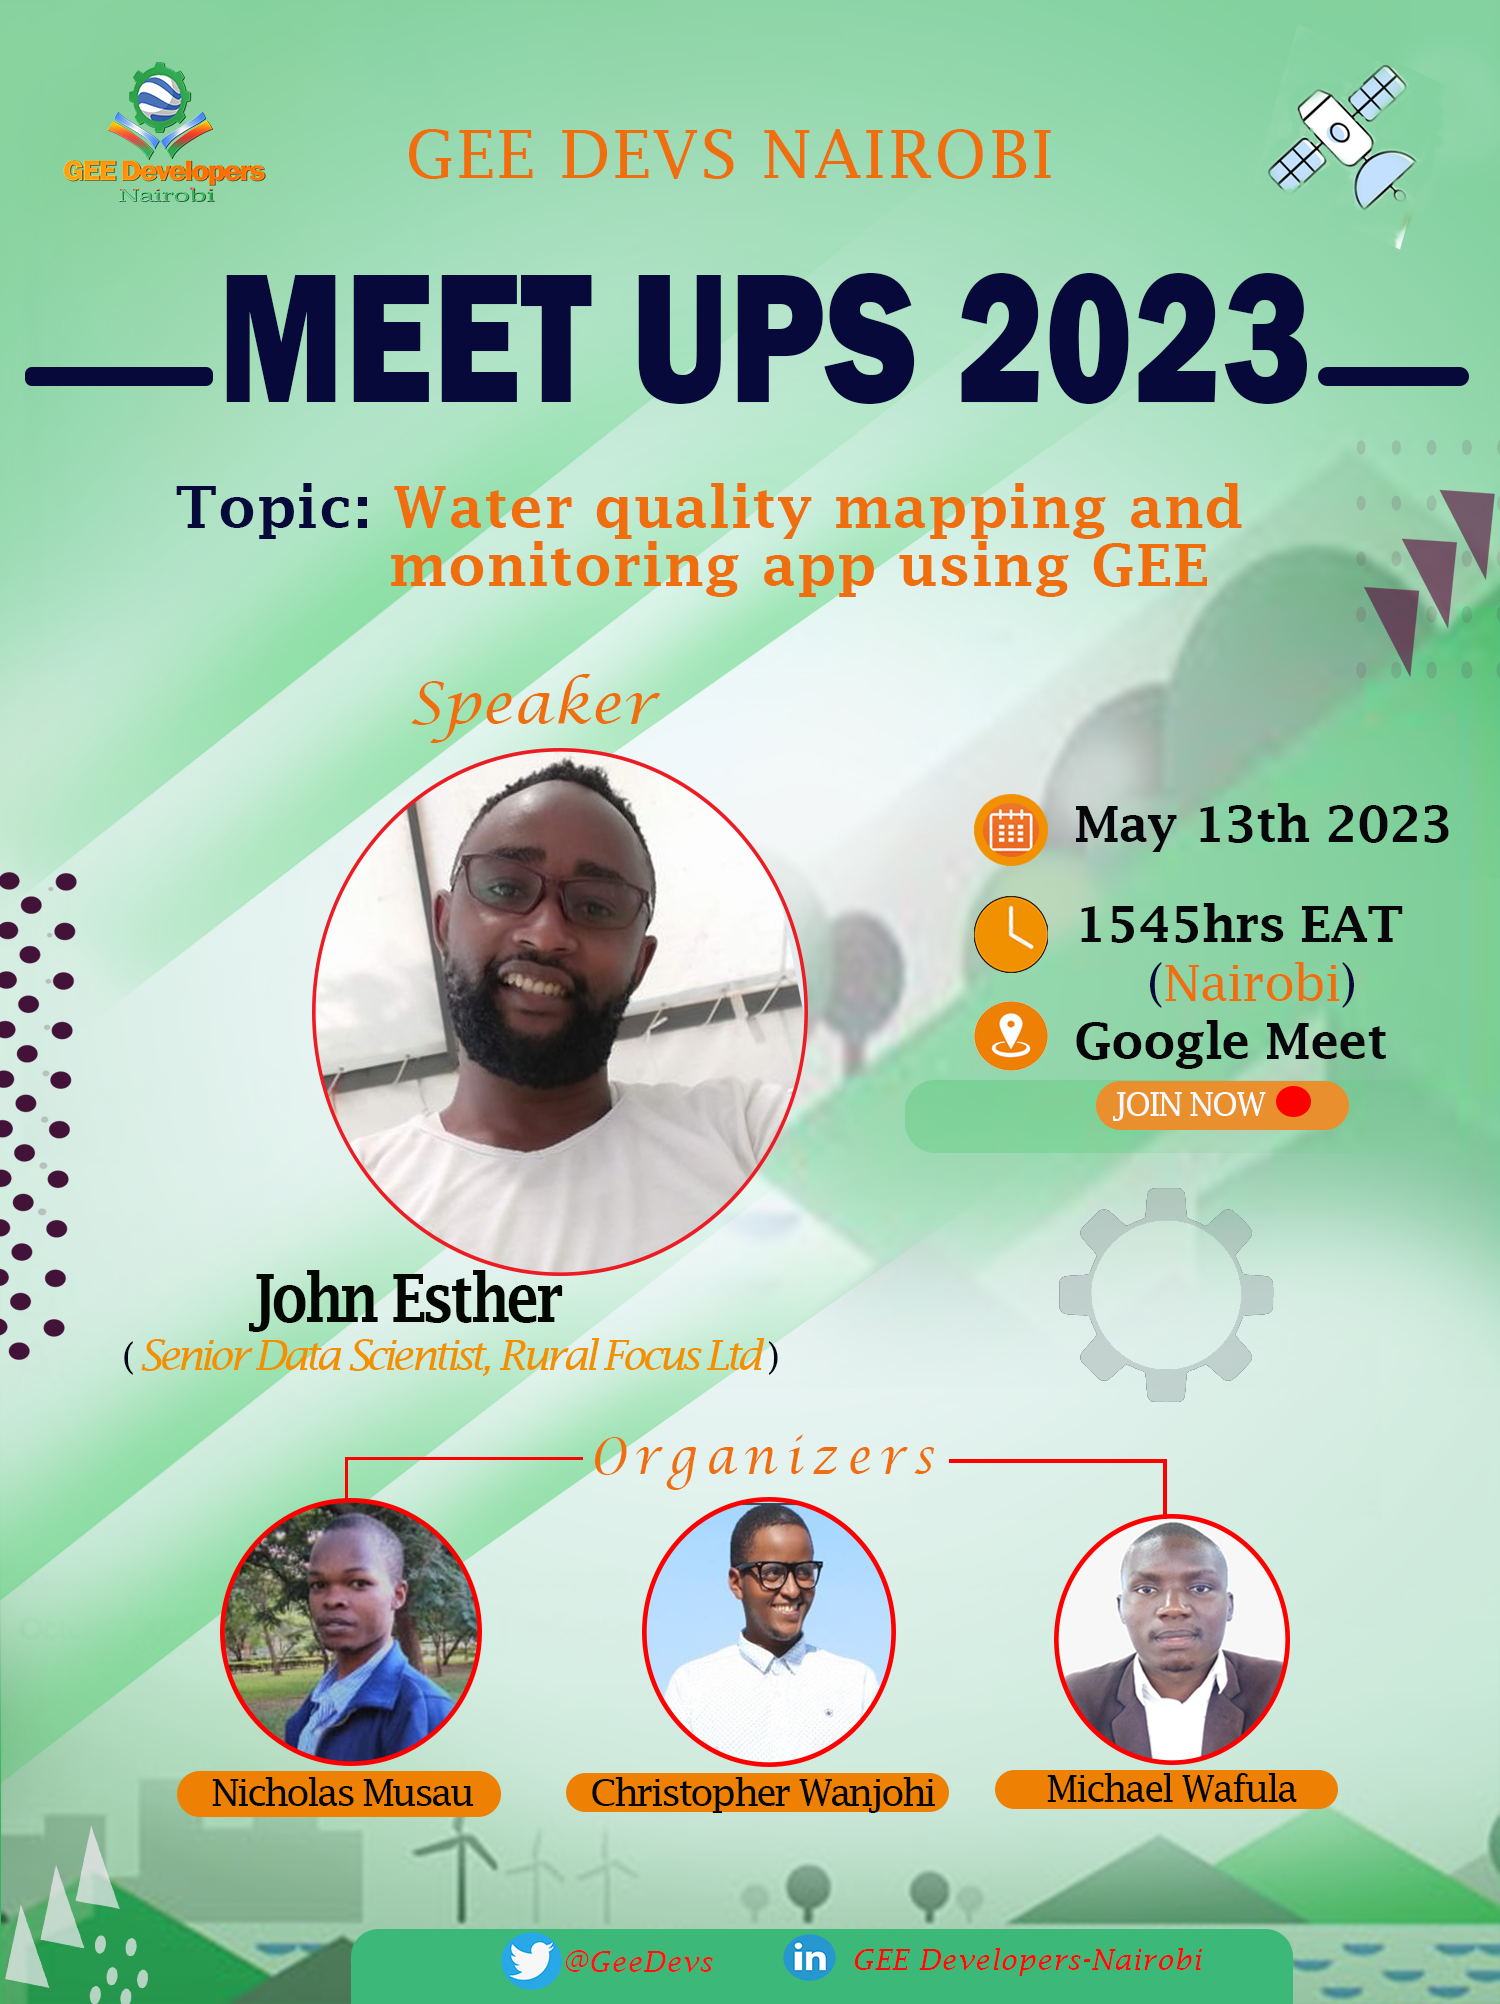 GEE Developers
Nairobi
GEE DEVS NAIROBI
MEET UPS 2023
Topic: Water quality mapping and
monitoring app using GEE
Speaker
May 13th 2023
1545hrs EAT
(Nairobi)
Google Meet
JOIN NOW
John Esther
( Senior Data Scientist, Rural Focus Ltd )
Organizers
Nicholas Musau
Christopher Wanjohi
Michael Wafula
@GeeDevs
in GEE Developers-Nairobi